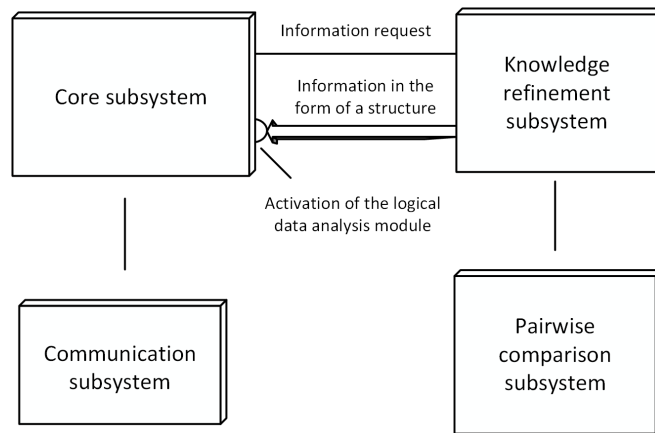 Information request
Core subsystem
Knowledge
refinement
subsystem
Information in the
form of a structure
Activation of the logical
data analysis module
Communication
subsystem
Pairwise
comparison
subsystem